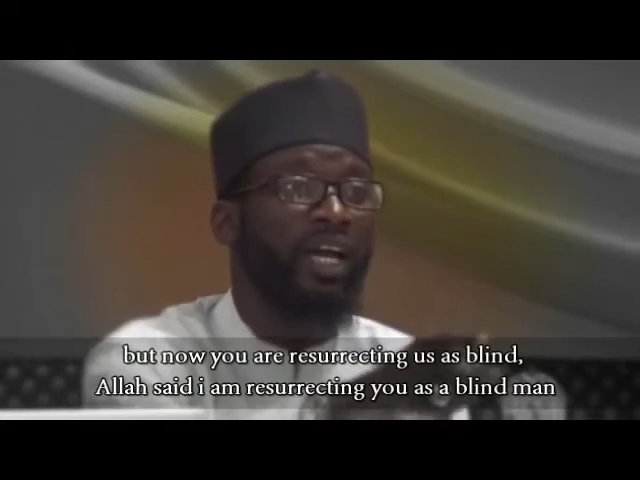 but now you are resurrecting us as blind,
Allah said i am resurrecting you as a blind man